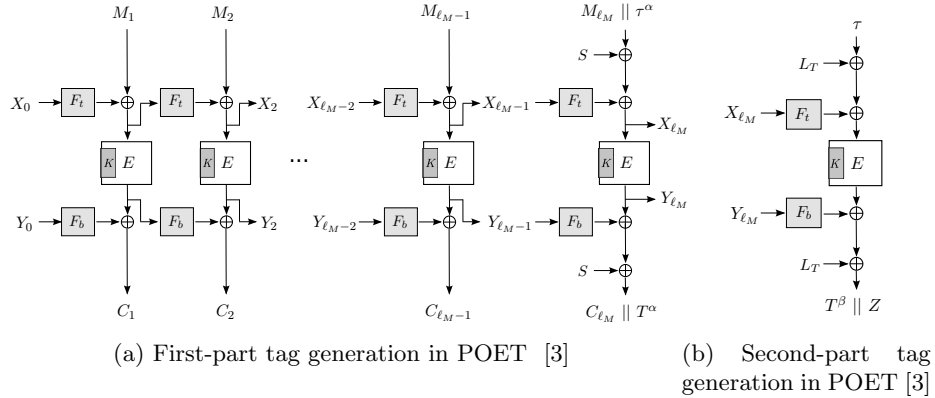 M_1 M_2 M_{ℓ_M−1} M_{ℓ_M} || τ^α τ
S L_T
X_0 F_t F_t X_2 X_{ℓ_M−2} F_t X_{ℓ_M−1} F_t X_{ℓ_M} F_t
X_{ℓ_M}
K E K E ... K E K E K E
Y_{ℓ_M}
Y_0 F_b F_b Y_2 Y_{ℓ_M−2} F_b Y_{ℓ_M−1} F_b Y_{ℓ_M} F_b
S L_T
C_1 C_2 C_{ℓ_M−1} C_{ℓ_M} || T^α T^β || Z
(a) First-part tag generation in POET [3]
(b) Second-part tag
generation in POET [3]